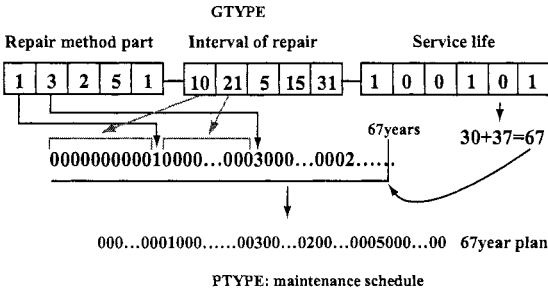 GTYPE
Repair method part Interval of repair Service life
1 3 2 5 1 10 21 5 15 31 1 0 0 1 0 1
67years
30+37=67
0000000000010000...0003000...0002......
000...0001000......00300...0200...0005000...00 67year plan
PTYPE: maintenance schedule